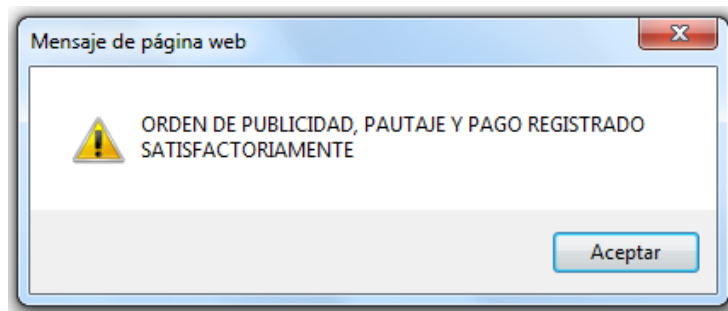 Mensaje de página web
ORDEN DE PUBLICIDAD, PAUTAJE Y PAGO REGISTRADO
SATISFACTORIAMENTE
Aceptar